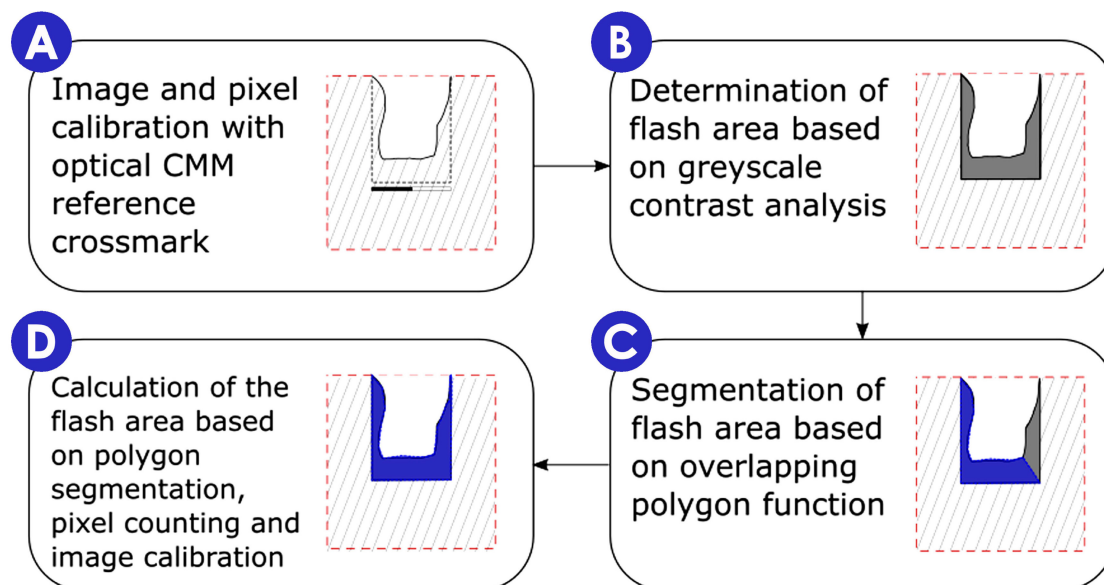 A
Image and pixel
calibration with
optical CMM
reference
crossmark
B
Determination of
flash area based
on greyscale
contrast analysis
C
Segmentation of
flash area based
on overlapping
polygon function
D
Calculation of the
flash area based
on polygon
segmentation,
pixel counting and
image calibration